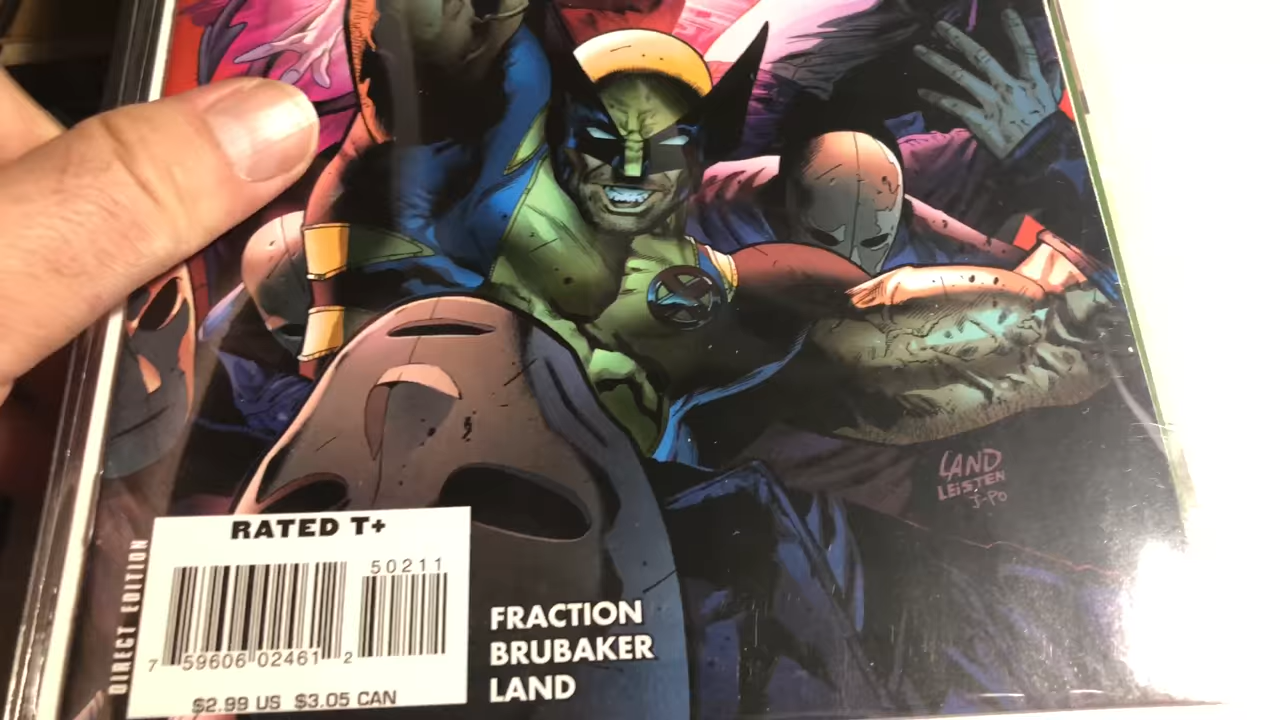 LAND
LEISTEN
J-PO
DIRECT EDITION
RATED T+
50211
7 59606 02461 2
$2.99 US $3.05 CAN
FRACTION
BRUBAKER
LAND